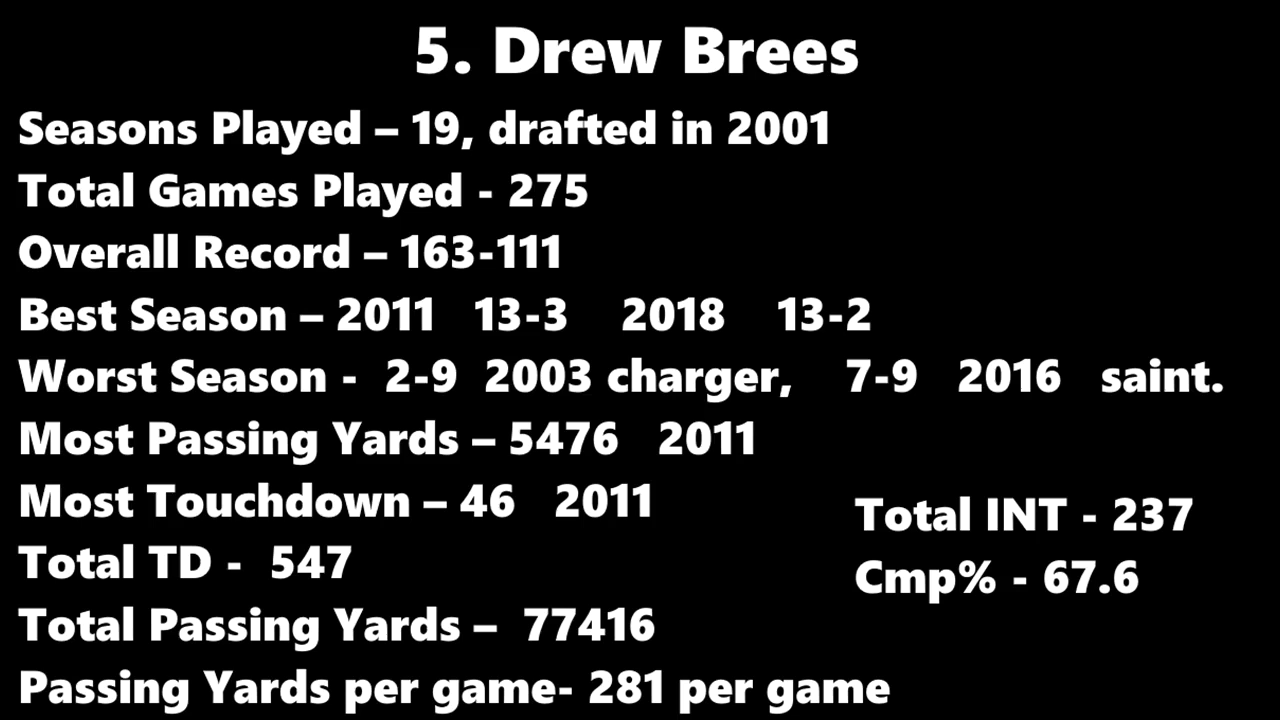 5. Drew Brees
Seasons Played – 19, drafted in 2001
Total Games Played - 275
Overall Record – 163-111
Best Season – 2011 13-3 2018 13-2
Worst Season - 2-9 2003 charger, 7-9 2016 saint.
Most Passing Yards – 5476 2011
Most Touchdown – 46 2011
Total TD - 547
Total Passing Yards – 77416
Passing Yards per game- 281 per game
Total INT - 237
Cmp% - 67.6